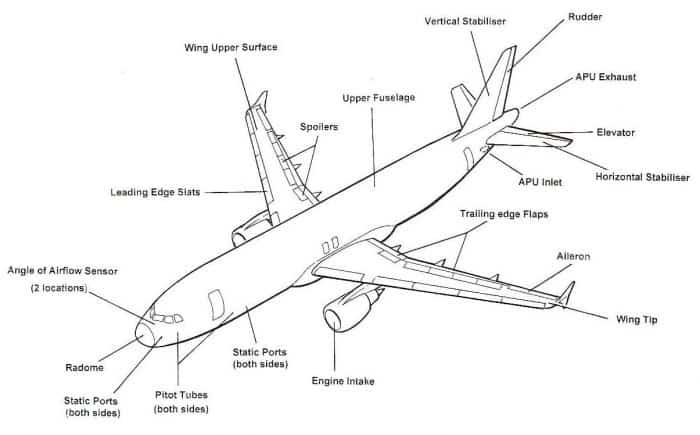 Vertical Stabiliser
Rudder
Wing Upper Surface
APU Exhaust
Upper Fuselage
Spoilers
Elevator
Horizontal Stabiliser
APU Inlet
Leading Edge Slats
Trailing edge Flaps
Aileron
Angle of Airflow Sensor
(2 locations)
Wing Tip
Static Ports
(both sides)
Radome
Engine Intake
Static Ports
(both sides)
Pitot Tubes
(both sides)